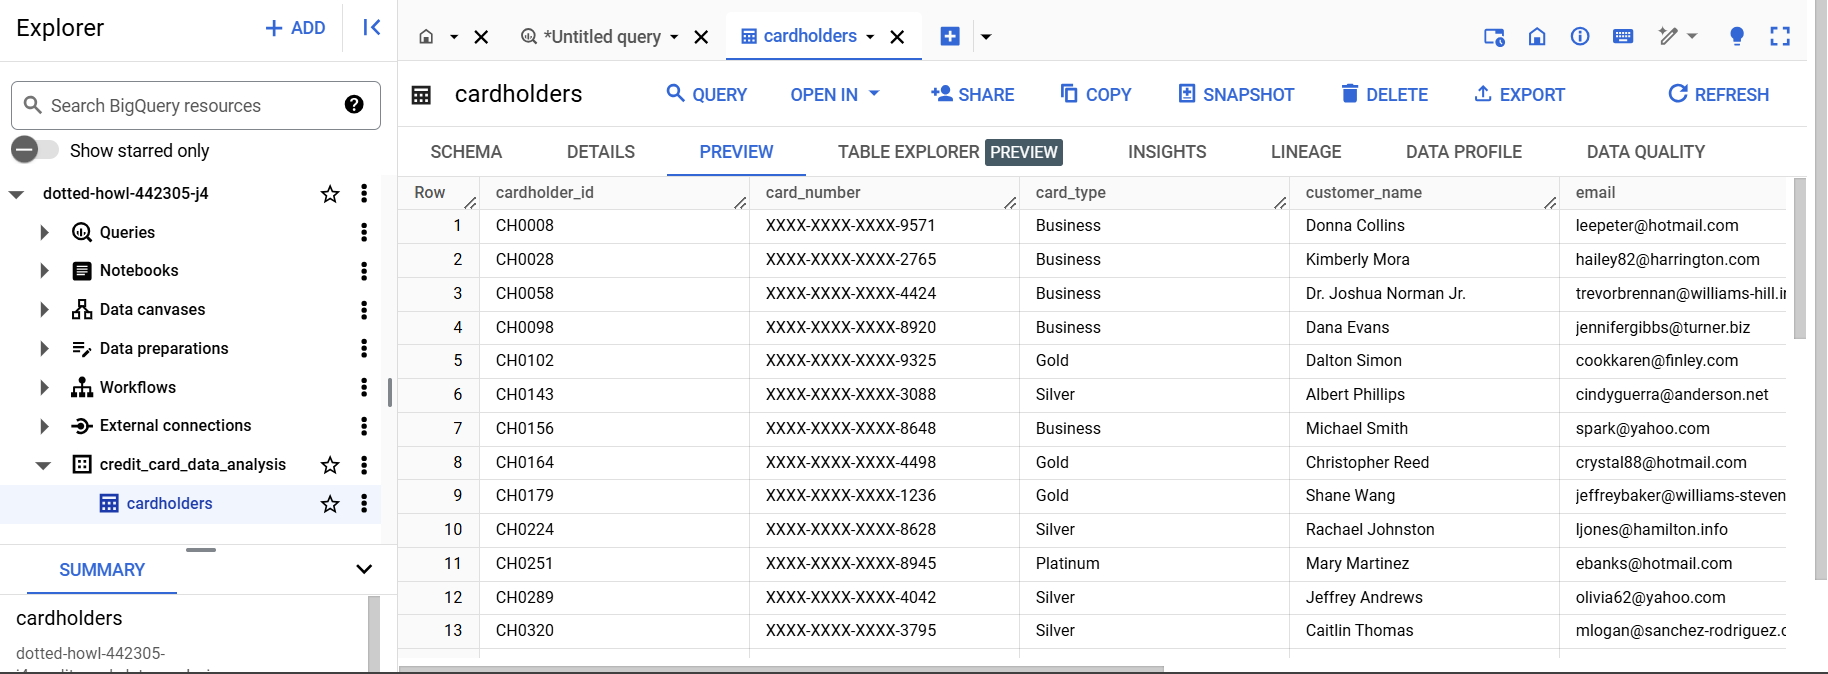 Explorer
ADD
Search BigQuery resources
Show starred only
dotted-howl-442305-j4
Queries
Notebooks
Data canvases
Data preparations
Workflows
External connections
credit_card_data_analysis
cardholders
SUMMARY
cardholders
dotted-howl-442305-
*Untitled query
cardholders
cardholders
QUERY OPEN IN SHARE COPY SNAPSHOT DELETE EXPORT REFRESH
SCHEMA DETAILS PREVIEW TABLE EXPLORER PREVIEW INSIGHTS LINEAGE DATA PROFILE DATA QUALITY
Row cardholder_id card_number card_type customer_name email
1 CH0008 XXXX-XXXX-XXXX-9571 Business Donna Collins leepeter@hotmail.com
2 CH0028 XXXX-XXXX-XXXX-2765 Business Kimberly Mora hailey82@harrington.com
3 CH0058 XXXX-XXXX-XXXX-4424 Business Dr. Joshua Norman Jr. trevorbrennan@williams-hill.i
4 CH0098 XXXX-XXXX-XXXX-8920 Business Dana Evans jennifergibbs@turner.biz
5 CH0102 XXXX-XXXX-XXXX-9325 Gold Dalton Simon cookkaren@finley.com
6 CH0143 XXXX-XXXX-XXXX-3088 Silver Albert Phillips cindyguerra@anderson.net
7 CH0156 XXXX-XXXX-XXXX-8648 Business Michael Smith spark@yahoo.com
8 CH0164 XXXX-XXXX-XXXX-4498 Gold Christopher Reed crystal88@hotmail.com
9 CH0179 XXXX-XXXX-XXXX-1236 Gold Shane Wang jeffreybaker@williams-steven
10 CH0224 XXXX-XXXX-XXXX-8628 Silver Rachael Johnston ljones@hamilton.info
11 CH0251 XXXX-XXXX-XXXX-8945 Platinum Mary Martinez ebanks@hotmail.com
12 CH0289 XXXX-XXXX-XXXX-4042 Silver Jeffrey Andrews olivia62@yahoo.com
13 CH0320 XXXX-XXXX-XXXX-3795 Silver Caitlin Thomas mlogan@sanchez-rodriguez.c